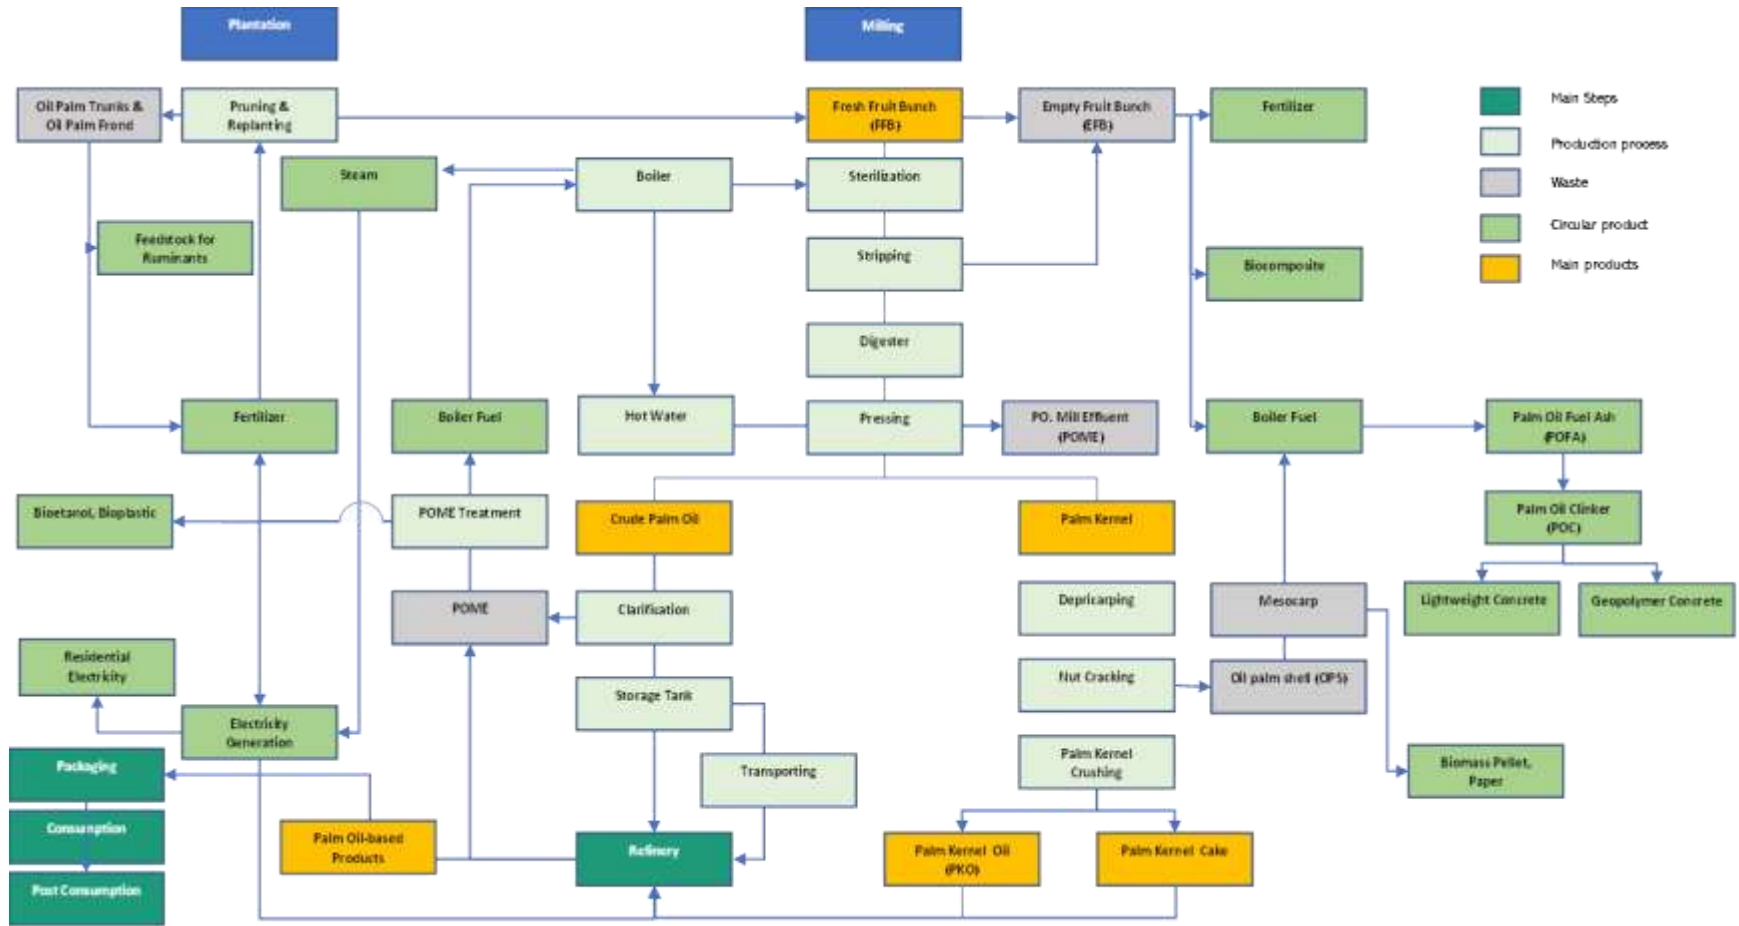 Plantation
Milling
Oil Palm Trunks &
Oil Palm Frond
Pruning &
Replanting
Fresh Fruit Bunch
(FFB)
Empty Fruit Bunch
(EFB)
Fertilizer
Main Steps
Production process
Waste
Circular product
Main products
Steam
Boiler
Sterilization
Feedstock for
Ruminants
Stripping
Biocomposite
Digester
Fertilizer
Boiler Fuel
Hot Water
Pressing
PO. Mill Effluent
(POME)
Boiler Fuel
Palm Oil Fuel Ash
(POFA)
Bioetanol, Bioplastic
POME Treatment
Crude Palm Oil
Palm Kernel
Palm Oil Clinker
(POC)
POME
Clarification
Depricarping
Mesocarp
Lightweight Concrete
Geopolymer Concrete
Residential
Electricity
Storage Tank
Nut Cracking
Oil palm shell (OPS)
Electricity
Generation
Packaging
Transporting
Palm Kernel
Crushing
Biomass Pellet,
Paper
Consumption
Palm Oil-based
Products
Refinery
Palm Kernel Oil
(PKO)
Palm Kernel Cake
Post Consumption